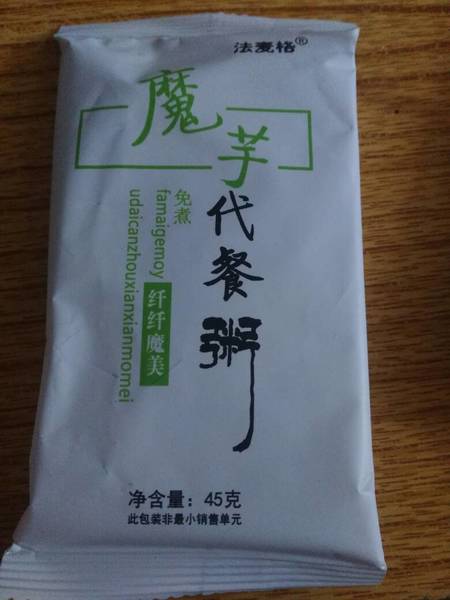 法麦格®
魔芋
代餐粥
免煮
famaigemoy
udaicanzhouxianxianmomei
纤纤魔美
净含量：45克
此包装非最小销售单元